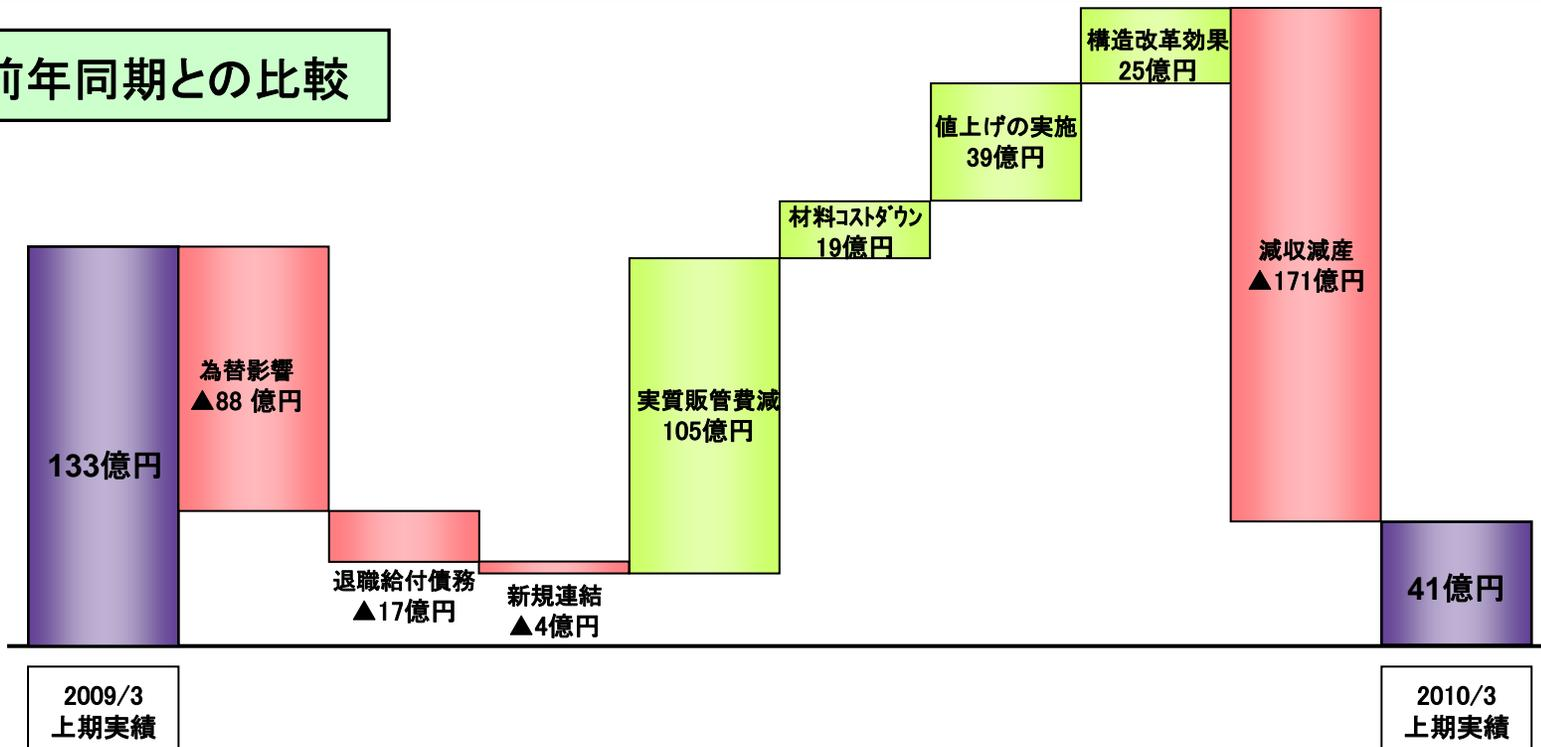 前年同期との比較
構造改革効果
25億円
値上げの実施
39億円
材料ｺｽﾄﾀﾞｳﾝ
19億円
減収減産
▲171億円
為替影響
▲88 億円
実質販管費減
105億円
133億円
退職給付債務
▲17億円
新規連結
▲4億円
41億円
2009/3
上期実績
2010/3
上期実績